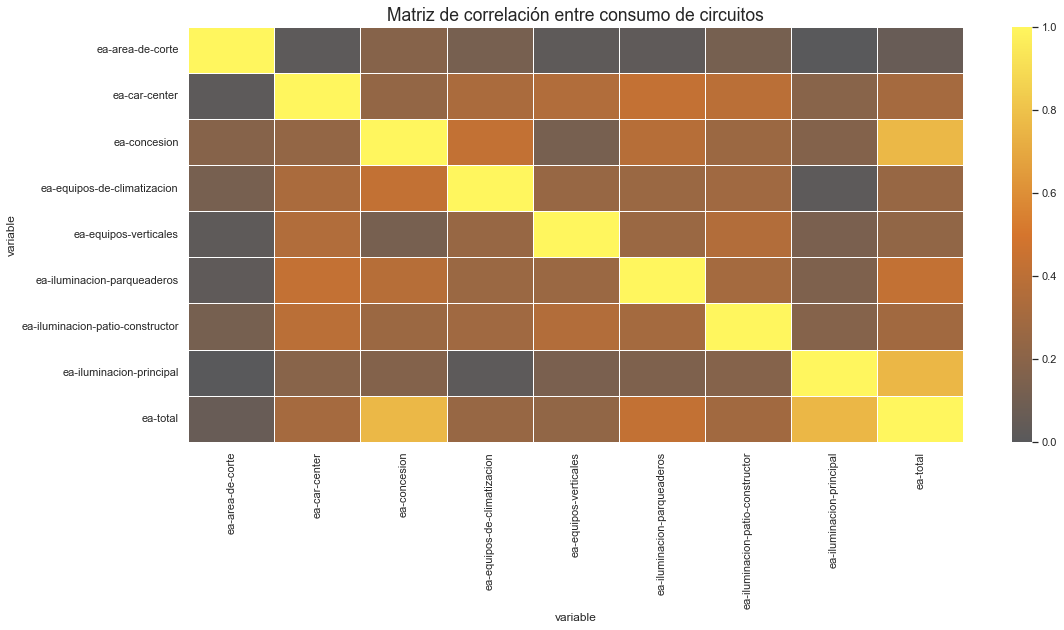 Matriz de correlación entre consumo de circuitos
variable
ea-area-de-corte
ea-car-center
ea-concesion
ea-equipos-de-climatizacion
ea-equipos-verticales
ea-iluminacion-parqueaderos
ea-iluminacion-patio-constructor
ea-iluminacion-principal
ea-total
ea-area-de-corte
ea-car-center
ea-concesion
ea-equipos-de-climatizacion
ea-equipos-verticales
ea-iluminacion-parqueaderos
ea-iluminacion-patio-constructor
ea-iluminacion-principal
ea-total
variable
1.0
0.8
0.6
0.4
0.2
0.0